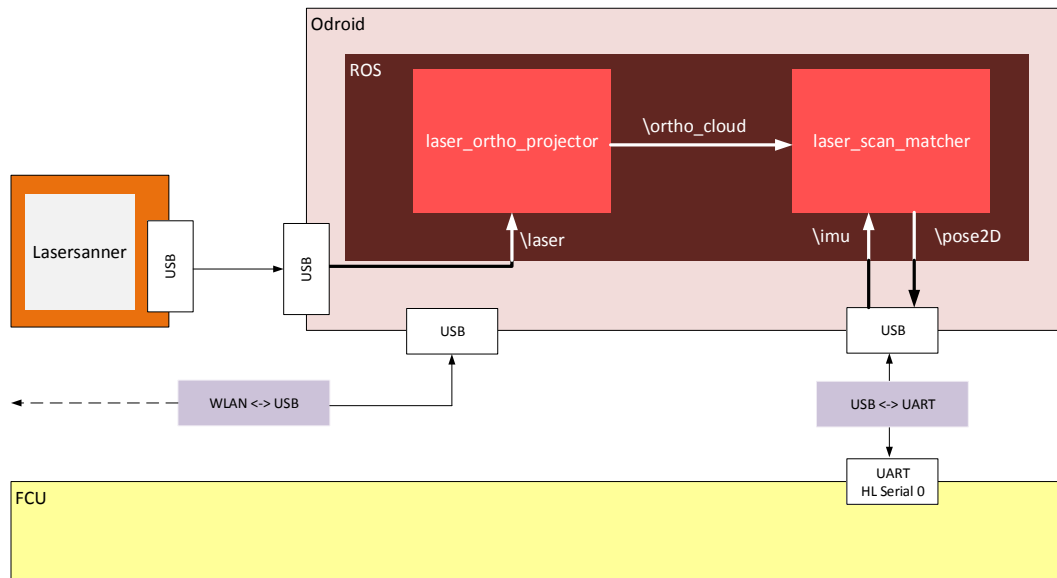 Odroid
ROS
laser_ortho_projector
\ortho_cloud
laser_scan_matcher
\laser
\imu
\pose2D
Lasersanner
USB
USB
USB
USB
WLAN <-> USB
USB <-> UART
UART
HL Serial 0
FCU